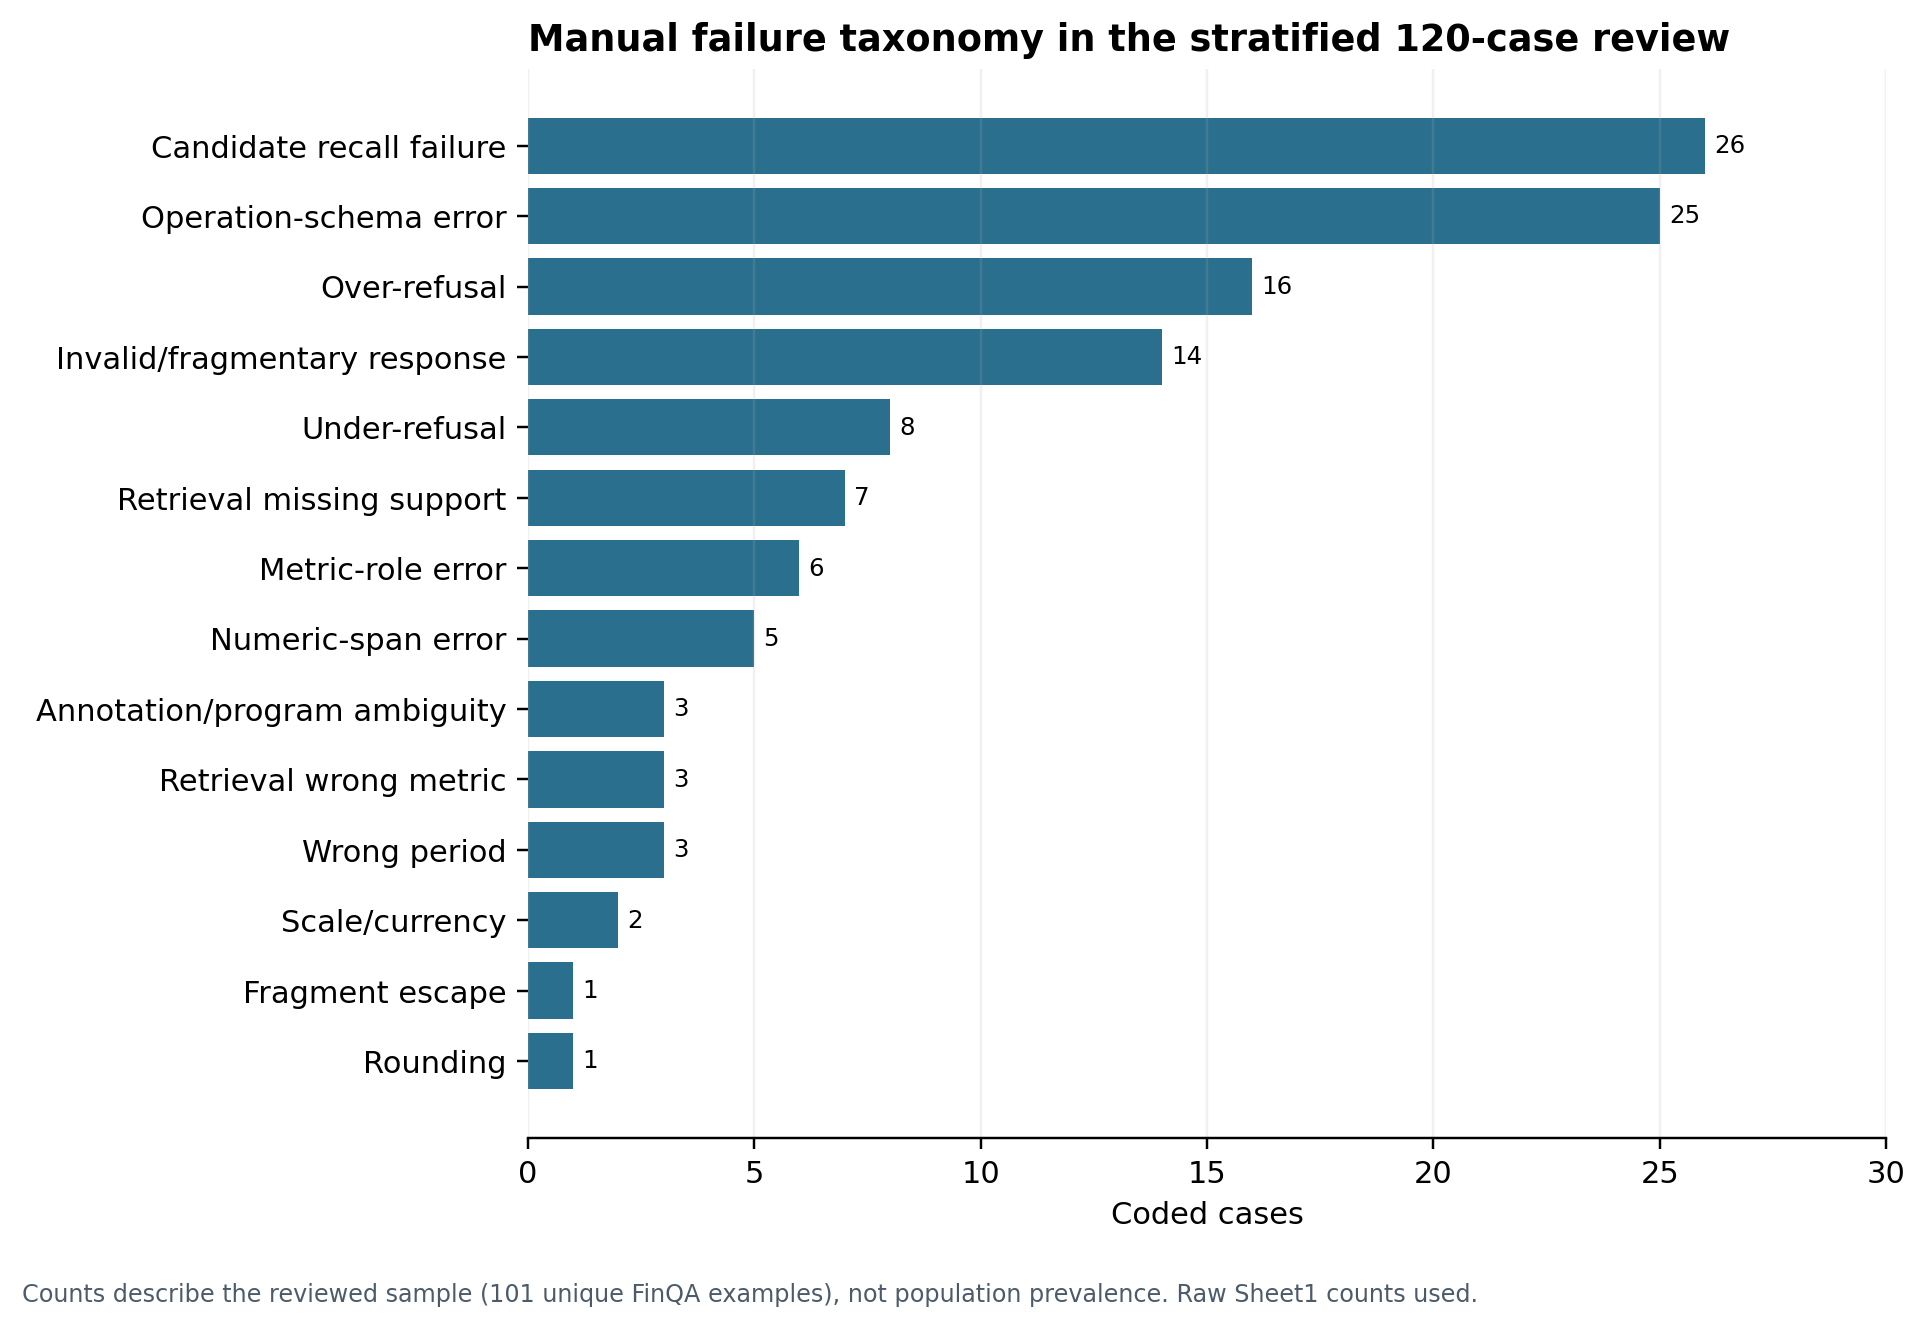 Manual failure taxonomy in the stratified 120-case review
Candidate recall failure 26
Operation-schema error 25
Over-refusal 16
Invalid/fragmentary response 14
Under-refusal 8
Retrieval missing support 7
Metric-role error 6
Numeric-span error 5
Annotation/program ambiguity 3
Retrieval wrong metric 3
Wrong period 3
Scale/currency 2
Fragment escape 1
Rounding 1
0 5 10 15 20 25 30
Coded cases
Counts describe the reviewed sample (101 unique FinQA examples), not population prevalence. Raw Sheet1 counts used.